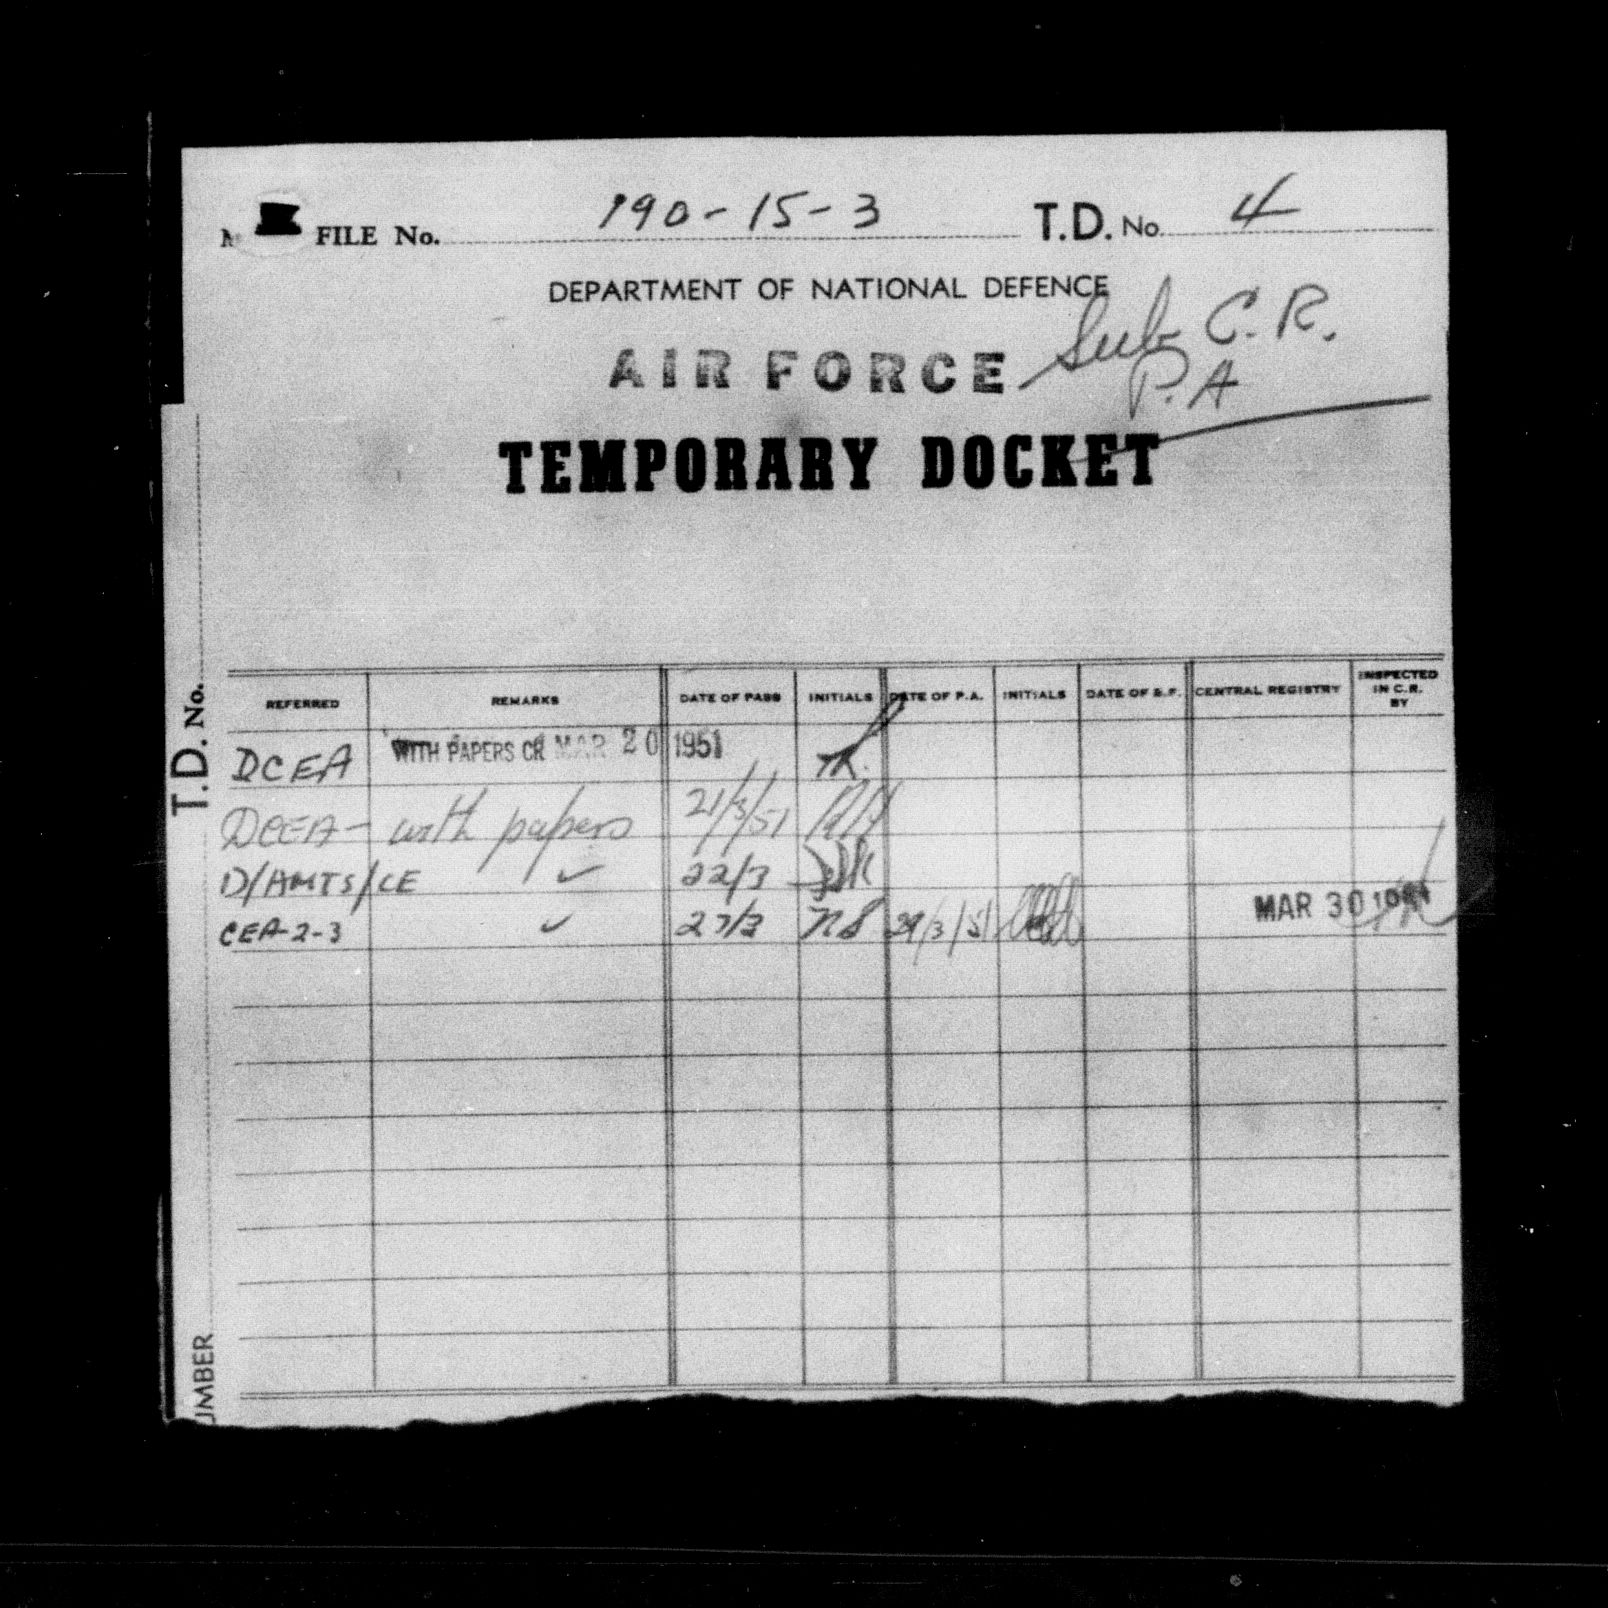 FILE No. 190-15-3 T.D. No. 4
DEPARTMENT OF NATIONAL DEFENCE
Sub C.R.
AIR FORCE
P.A
TEMPORARY DOCKET
T.D. No.
REFERRED REMARKS DATE OF PASS INITIALS DATE OF P.A. INITIALS DATE OF B.F. CENTRAL REGISTRY INSPECTED IN C.R. BY
DCEA WITH PAPERS CR MAR 20 1951
DCEA - with papers 21/3/51
D/AMTS/CE ✓ 22/3
CEA-2-3 ✓ 27/3 29/3/51 MAR 30 1951
UMBER